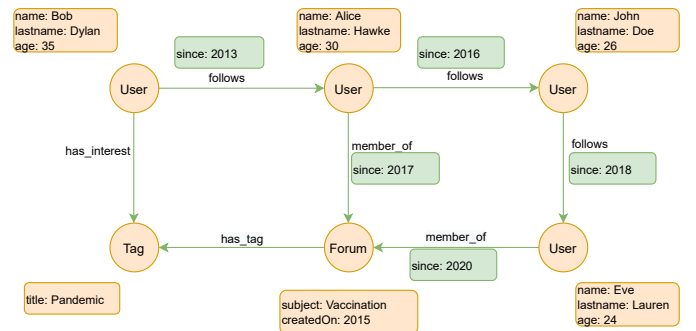 name: Bob
lastname: Dylan
age: 35
name: Alice
lastname: Hawke
age: 30
name: John
lastname: Doe
age: 26
since: 2013
since: 2016
follows
follows
User
User
User
has_interest
member_of
since: 2017
follows
since: 2018
Tag
has_tag
Forum
member_of
since: 2020
User
title: Pandemic
subject: Vaccination
createdOn: 2015
name: Eve
lastname: Lauren
age: 24